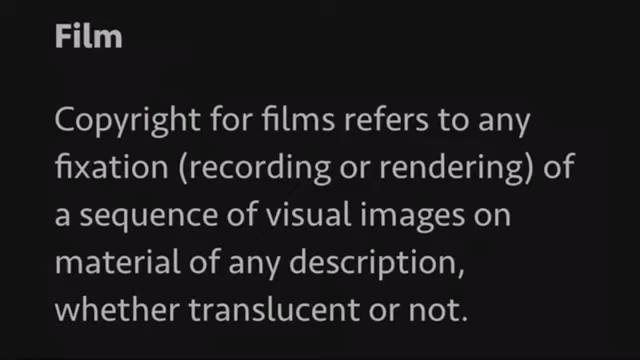 Film
Copyright for films refers to any
fixation (recording or rendering) of
a sequence of visual images on
material of any description,
whether translucent or not.